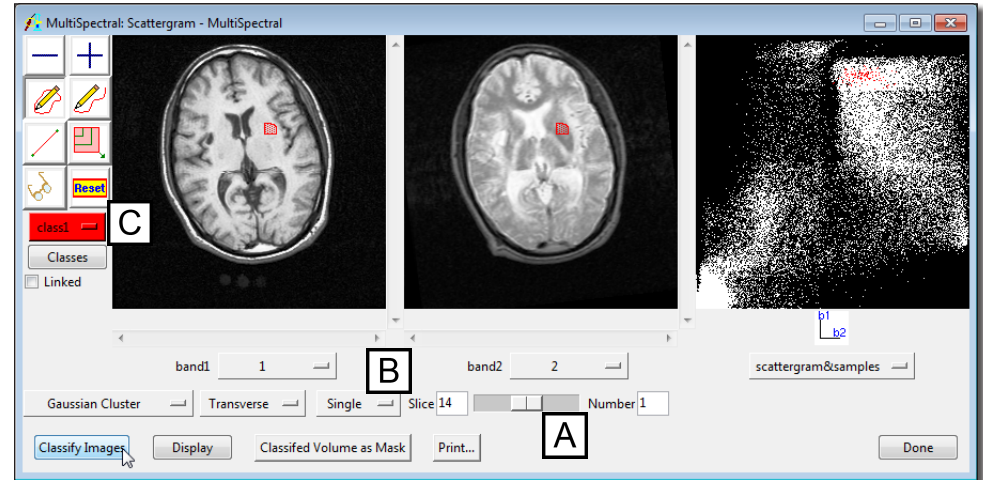 MultiSpectral: Scattergram - MultiSpectral
Reset
class1
C
Classes
Linked
b1
b2
band1 1 band2 2 scattergram&samples
B
Gaussian Cluster Transverse Single Slice 14 Number 1
A
Classify Images Display Classifed Volume as Mask Print... Done